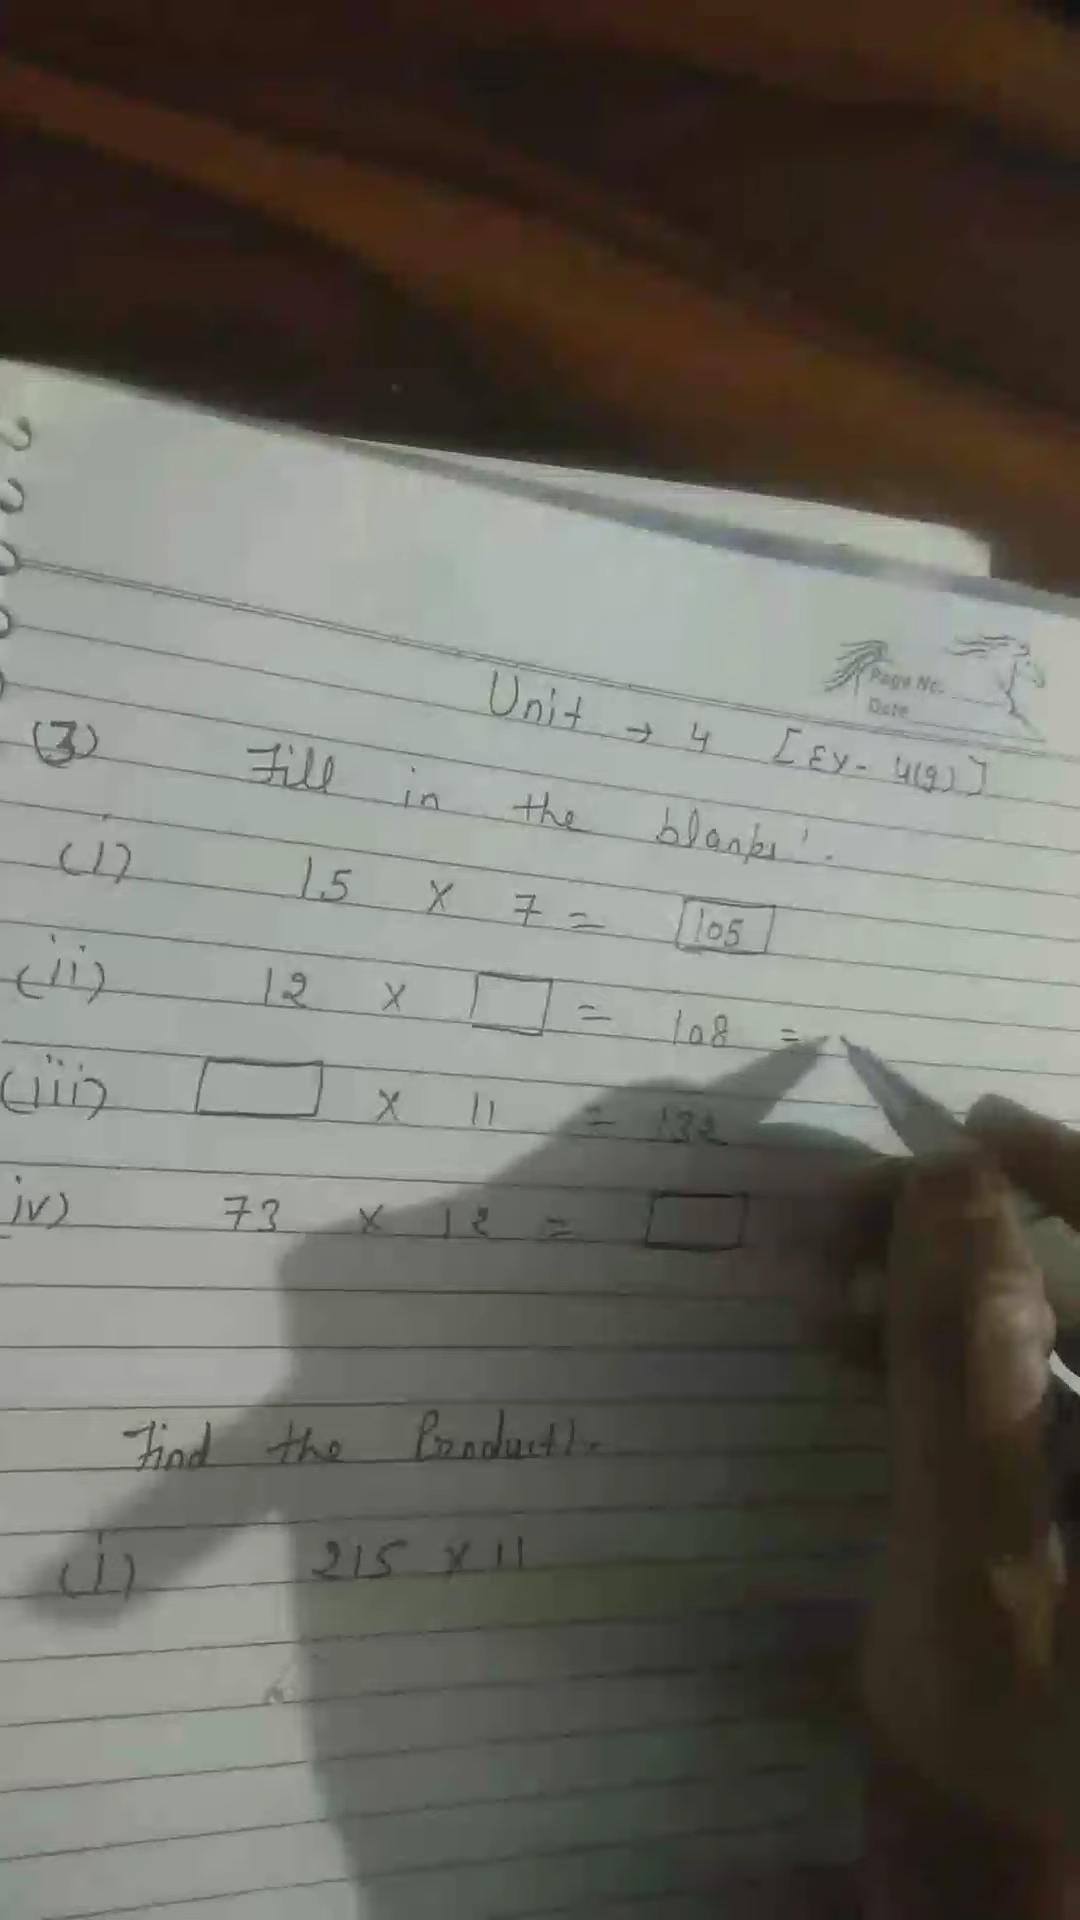 Page No.
Date
Unit → 4 [Ex- 4(g)]
(3) Fill in the blanks:-
(i) 15 × 7 = 105
(ii) 12 × □ = 108 =
(iii) □ × 11 = 132
iv) 73 × 12 = □
Find the Product:-
(i) 215 × 11